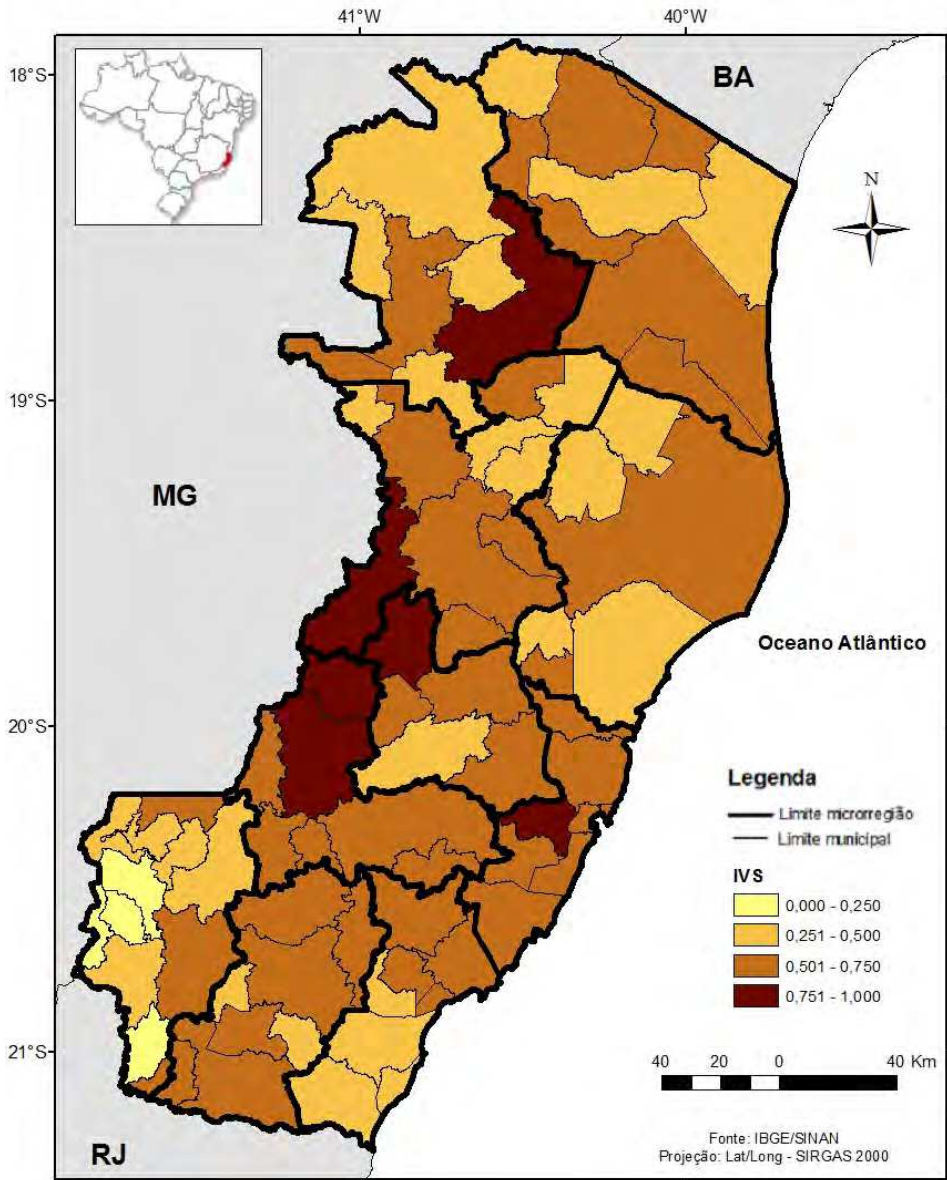 41°W
40°W
18°S
BA
N
19°S
MG
Oceano Atlântico
20°S
Legenda
Límite microrregião
Límite municipal
IVS
0,000 - 0,250
0,251 - 0,500
0,501 - 0,750
0,751 - 1,000
21°S
40 20 0 40 Km
Fonte: IBGE/SINAN
Projeção: Lat/Long - SIRGAS 2000
RJ